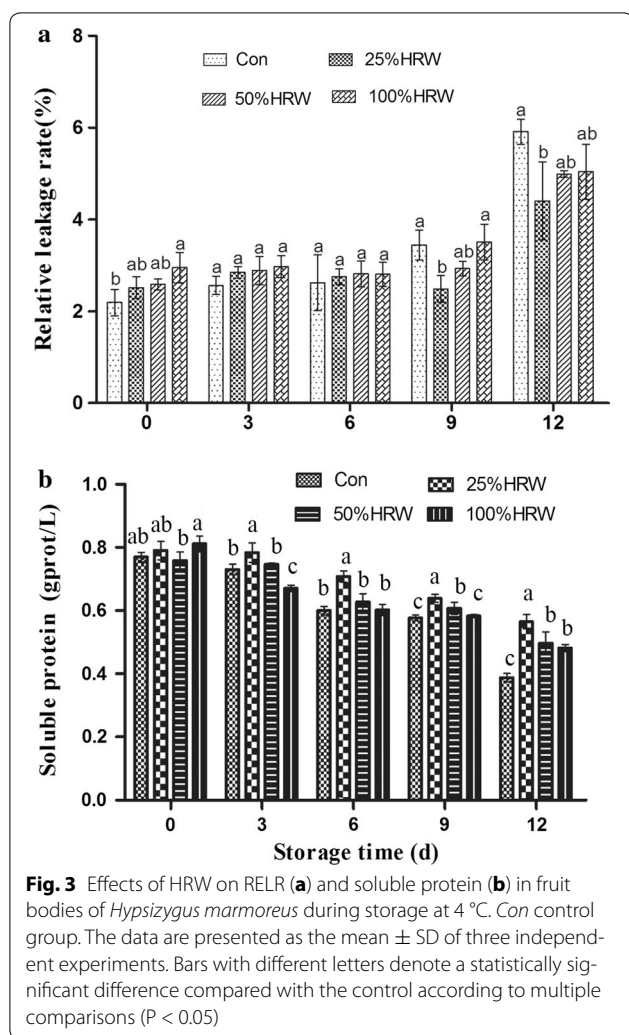 a
8
6
4
2
0
Relative leakage rate(%)
Con 25%HRW
50%HRW 100%HRW
b ab ab a
a a a a
a a a a
a b ab a
a b ab ab
0 3 6 9 12
b
1.0
0.8
0.6
0.4
0.2
0.0
Soluble protein (gprot/L)
Con 25%HRW
50%HRW 100%HRW
ab ab b a
b a b c
b a b b
c a b c
c a b b
0 3 6 9 12
Storage time (d)
Fig. 3 Effects of HRW on RELR (a) and soluble protein (b) in fruit
bodies of Hypsizygus marmoreus during storage at 4 °C. Con control
group. The data are presented as the mean ± SD of three independ-
ent experiments. Bars with different letters denote a statistically sig-
nificant difference compared with the control according to multiple
comparisons (P < 0.05)